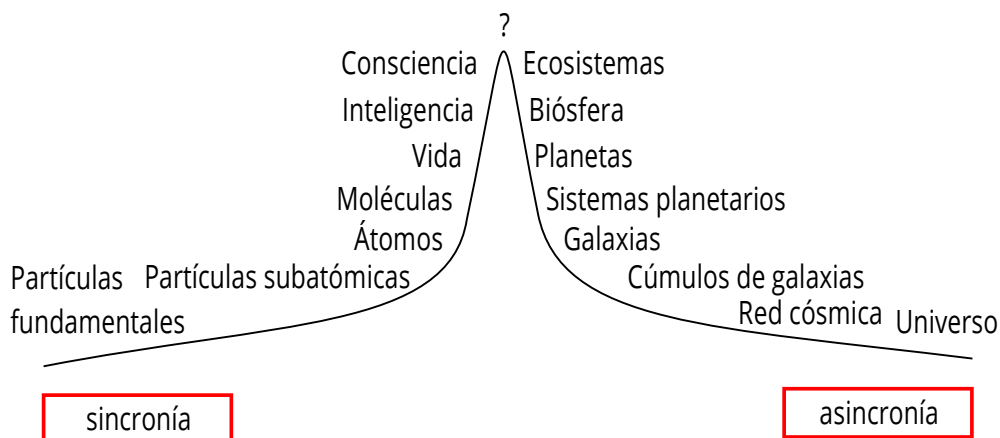 ?
Consciencia
Ecosistemas
Inteligencia
Biósfera
Vida
Planetas
Moléculas
Sistemas planetarios
Átomos
Galaxias
Partículas
fundamentales
Partículas subatómicas
Cúmulos de galaxias
Red cósmica
Universo
sincronía
asincronía